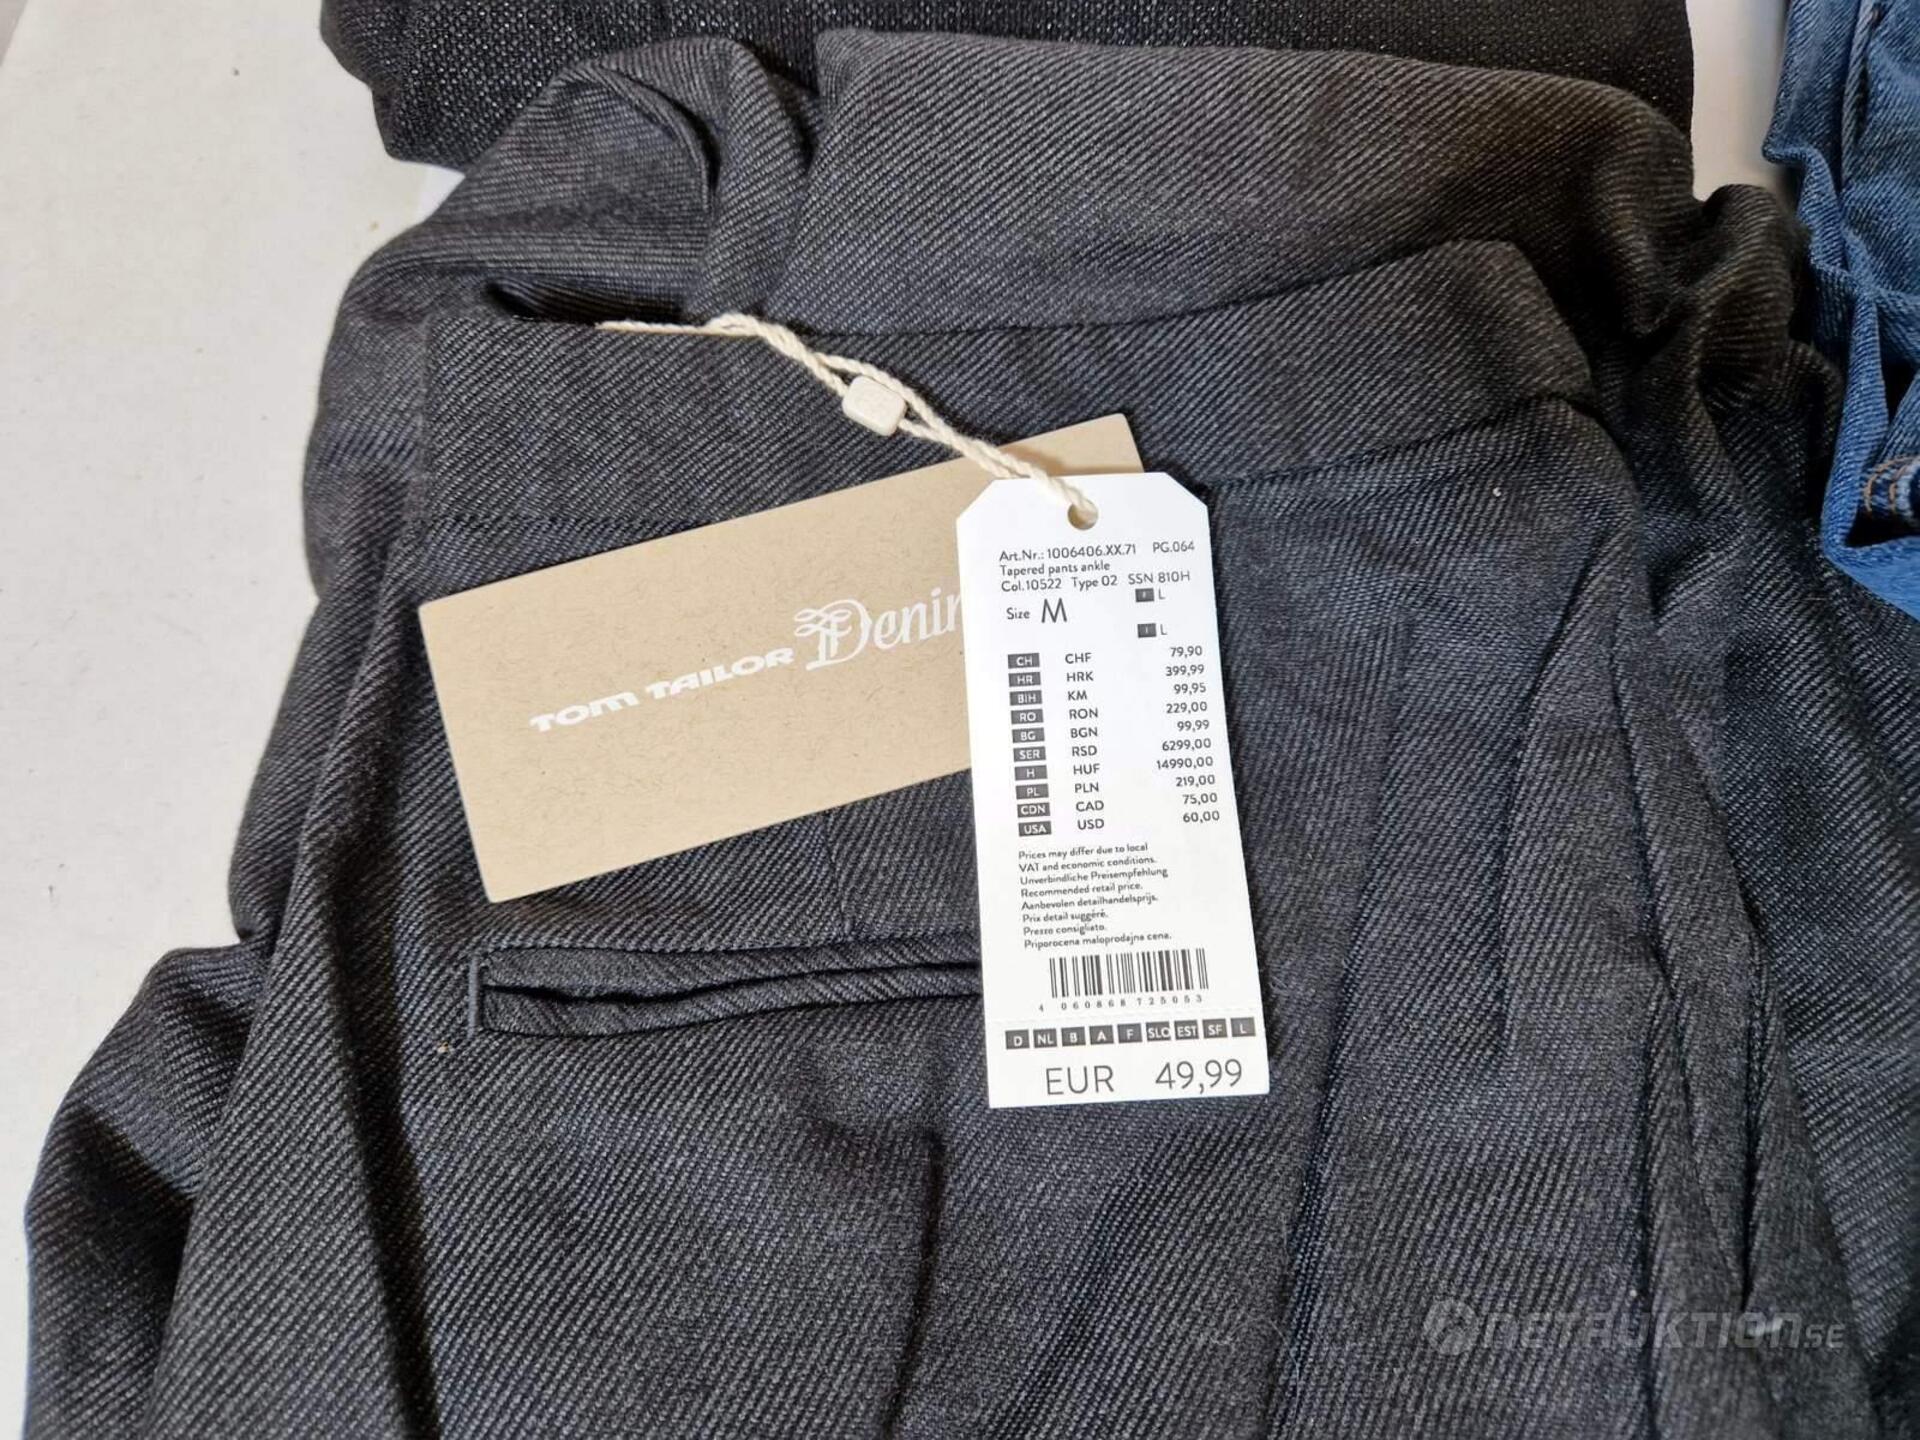 TOM TAILOR Denim
Art.Nr.: 1006406.XX.71 PG.064
Tapered pants ankle
Col.10522 Type 02 SSN 810H
Size M F L
I L
CH CHF 79,90
HR HRK 399,99
BIH KM 99,95
RO RON 229,00
BG BGN 99,99
SER RSD 6299,00
H HUF 14990,00
PL PLN 219,00
CDN CAD 75,00
USA USD 60,00
Prices may differ due to local
VAT and economic conditions.
Unverbindliche Preisempfehlung
Recommended retail price.
Aanbevolen detailhandelsprijs.
Prix detail suggéré.
Prezzo consigliato.
Priporocena maloprodajna cena.
4 060868 725053
D NL B A F SLO EST SF L
EUR 49,99
NETAUKTION.SE